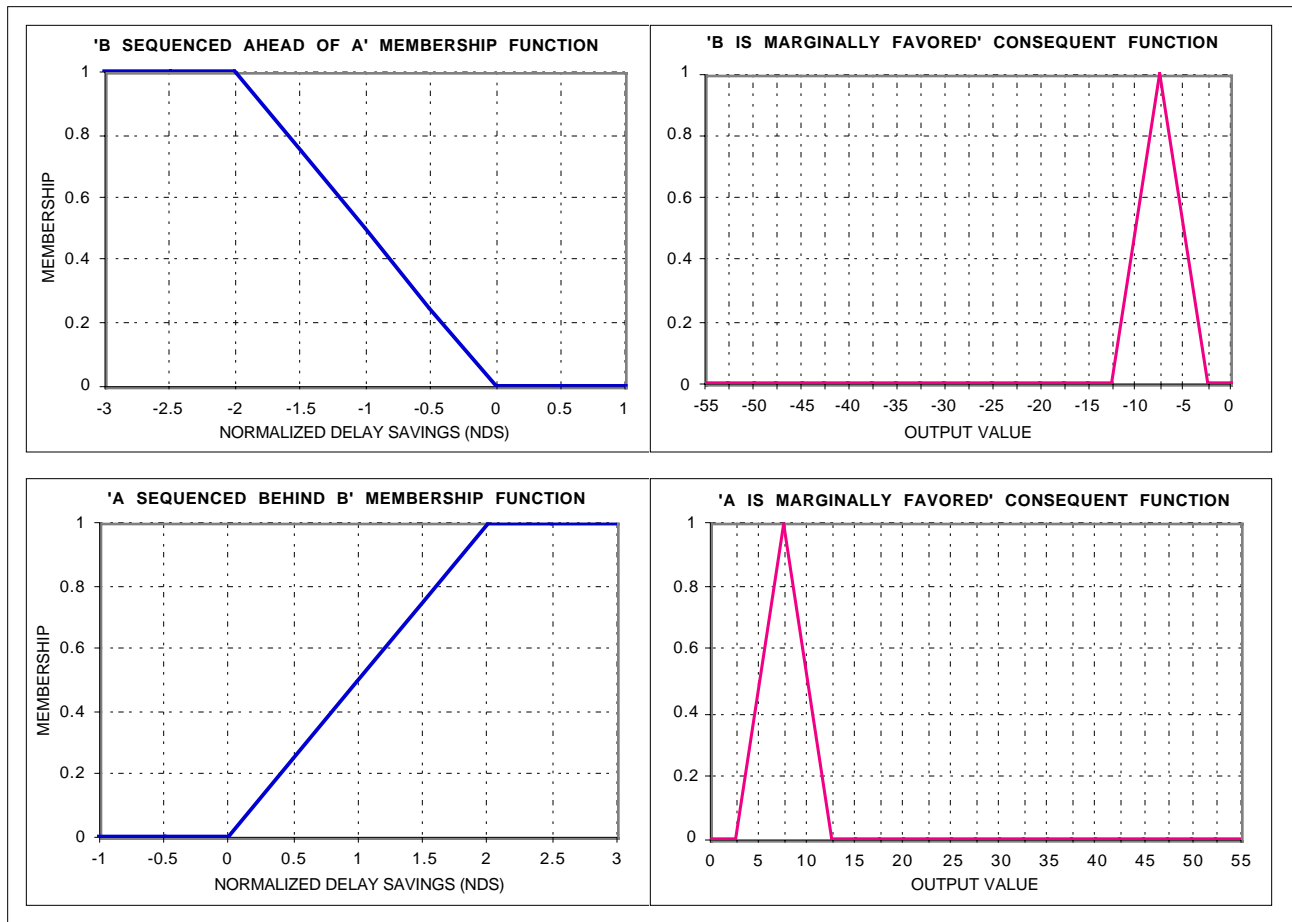 'B SEQUENCED AHEAD OF A' MEMBERSHIP FUNCTION
MEMBERSHIP
1
0.8
0.6
0.4
0.2
0
-3 -2.5 -2 -1.5 -1 -0.5 0 0.5 1
NORMALIZED DELAY SAVINGS (NDS)
'B IS MARGINALLY FAVORED' CONSEQUENT FUNCTION
1
0.8
0.6
0.4
0.2
0
-55 -50 -45 -40 -35 -30 -25 -20 -15 -10 -5 0
OUTPUT VALUE
'A SEQUENCED BEHIND B' MEMBERSHIP FUNCTION
MEMBERSHIP
1
0.8
0.6
0.4
0.2
0
-1 -0.5 0 0.5 1 1.5 2 2.5 3
NORMALIZED DELAY SAVINGS (NDS)
'A IS MARGINALLY FAVORED' CONSEQUENT FUNCTION
1
0.8
0.6
0.4
0.2
0
0 5 10 15 20 25 30 35 40 45 50 55
OUTPUT VALUE